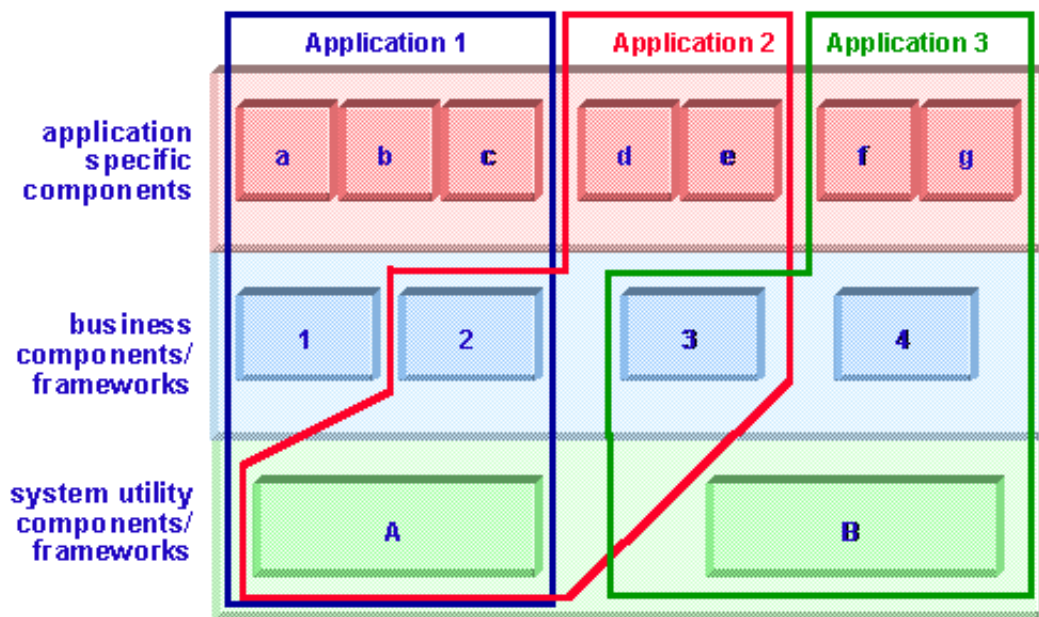 Application 1
Application 2
Application 3
application
specific
components
a
b
c
d
e
f
g
business
components/
frameworks
1
2
3
4
system utility
components/
frameworks
A
B